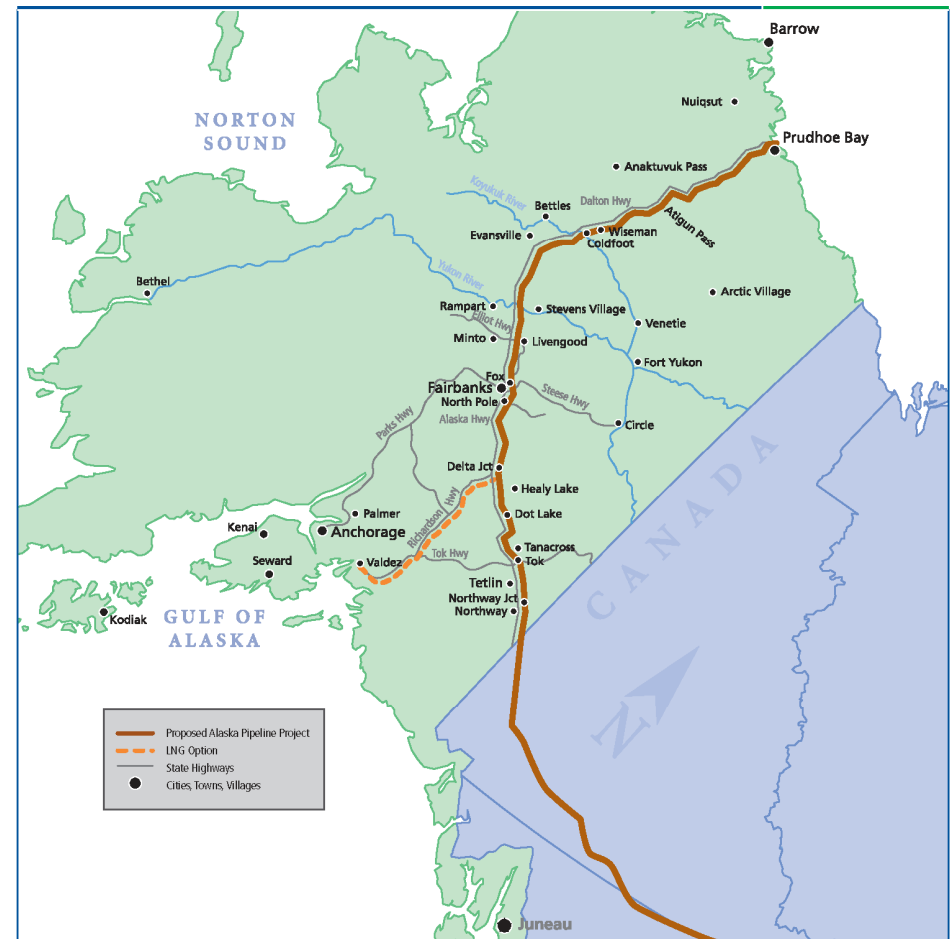 Barrow
Nuiqsut
NORTON
SOUND
Prudhoe Bay
Anaktuvuk Pass
Koyukuk River
Dalton Hwy
Bettles
Atigun Pass
Evansville
Wiseman
Coldfoot
Yukon River
Bethel
Arctic Village
Rampart
Stevens Village
Elliot Hwy
Venetie
Minto
Livengood
Fort Yukon
Fox
Fairbanks
Steese Hwy
North Pole
Parks Hwy
Alaska Hwy
Circle
CANADA
Delta Jct
Healy Lake
Richardson Hwy
Palmer
Dot Lake
Kenai
Anchorage
Tanacross
Tok Hwy
Tok
Seward
Valdez
Tetlin
Northway Jct
Northway
Kodiak
GULF OF
ALASKA
N
Proposed Alaska Pipeline Project
LNG Option
State Highways
Cities, Towns, Villages
Juneau